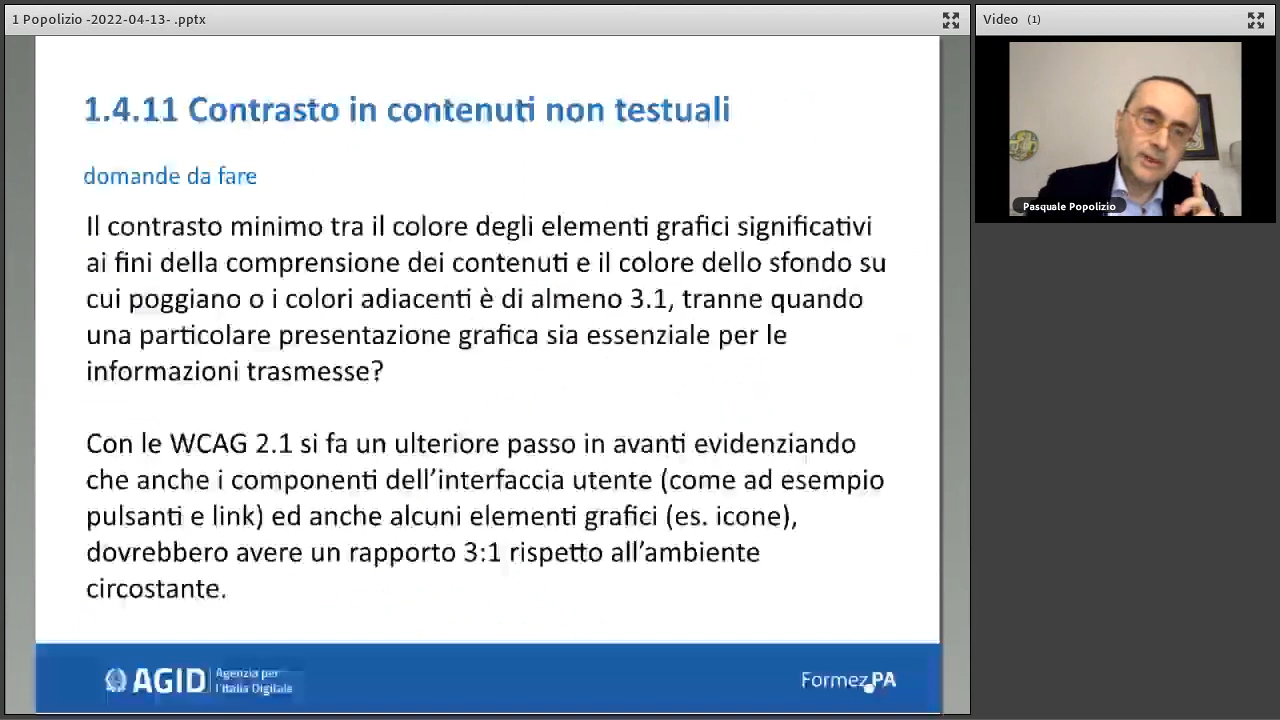 1 Popolizio -2022-04-13- .pptx
Video (1)
1.4.11 Contrasto in contenuti non testuali
domande da fare
Il contrasto minimo tra il colore degli elementi grafici significativi
ai fini della comprensione dei contenuti e il colore dello sfondo su
cui poggiano o i colori adiacenti è di almeno 3.1, tranne quando
una particolare presentazione grafica sia essenziale per le
informazioni trasmesse?
Con le WCAG 2.1 si fa un ulteriore passo in avanti evidenziando
che anche i componenti dell’interfaccia utente (come ad esempio
pulsanti e link) ed anche alcuni elementi grafici (es. icone),
dovrebbero avere un rapporto 3:1 rispetto all’ambiente
circostante.
AGID
Agenzia per
l'Italia Digitale
FormezPA
Pasquale Popolizio